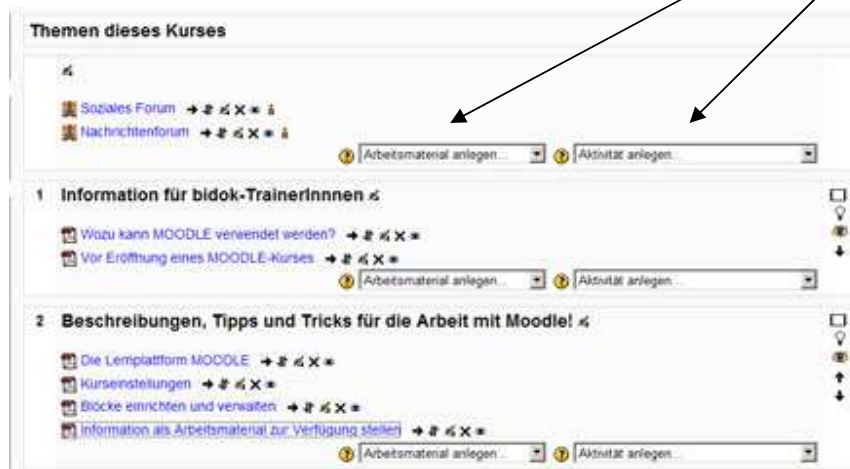 Themen dieses Kurses
Soziales Forum
Nachrichtenforum
Arbeitsmaterial anlegen... Aktivität anlegen...
1 Information für bidok-TrainerInnnen
Wozu kann MOODLE verwendet werden?
Vor Eröffnung eines MOODLE-Kurses
Arbeitsmaterial anlegen... Aktivität anlegen...
2 Beschreibungen, Tipps und Tricks für die Arbeit mit Moodle!
Die Lernplattform MOODLE
Kurseinstellungen
Blöcke einrichten und verwalten
Information als Arbeitsmaterial zur Verfügung stellen
Arbeitsmaterial anlegen... Aktivität anlegen...